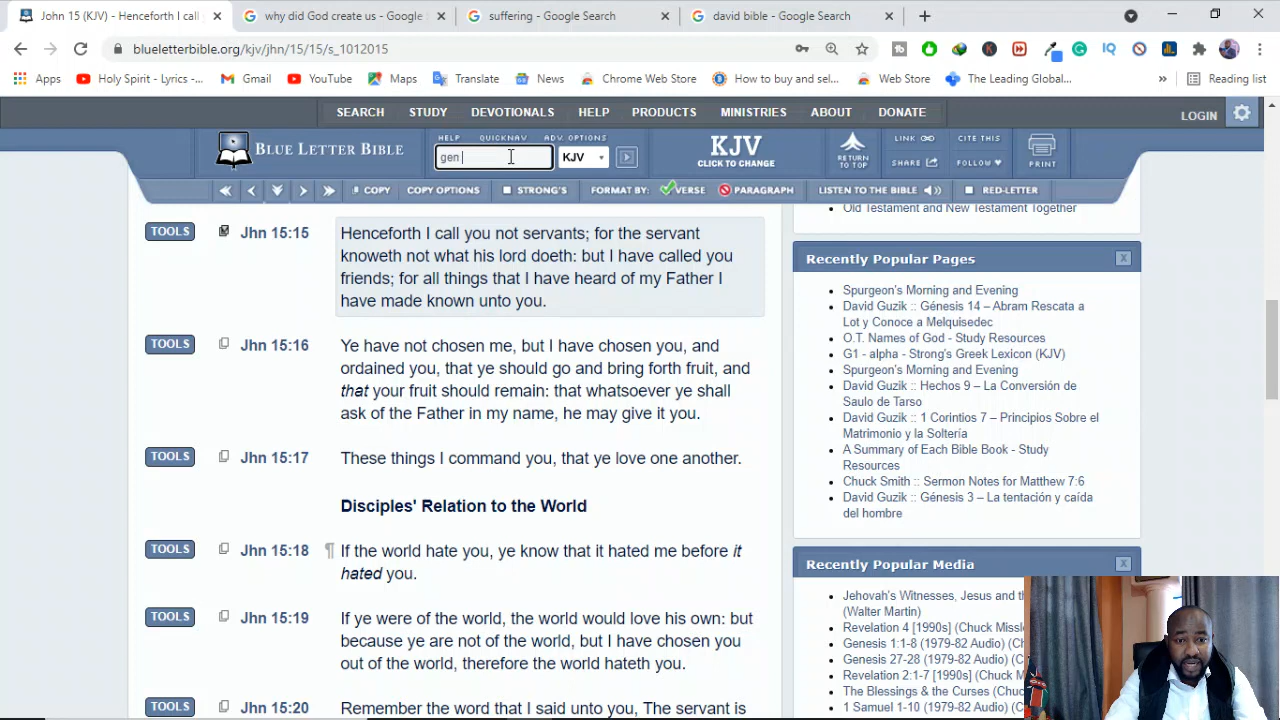 John 15 (KJV) - Henceforth I call y
why did God create us - Google S
suffering - Google Search
david bible - Google Search
blueletterbible.org/kjv/jhn/15/15/s_1012015
Apps
Holy Spirit - Lyrics -...
Gmail
YouTube
Maps
Translate
News
Chrome Web Store
How to buy and sel...
Web Store
The Leading Global...
»
Reading list
SEARCH STUDY DEVOTIONALS HELP PRODUCTS MINISTRIES ABOUT DONATE
LOGIN
BLUE LETTER BIBLE
HELP QUICKNAV ADV. OPTIONS
gen
KJV
KJV
CLICK TO CHANGE
RETURN
TO TOP
LINK
CITE THIS
SHARE
FOLLOW
PRINT
COPY COPY OPTIONS STRONG'S FORMAT BY: VERSE PARAGRAPH LISTEN TO THE BIBLE RED-LETTER
TOOLS
Jhn 15:15
Henceforth I call you not servants; for the servant
knoweth not what his lord doeth: but I have called you
friends; for all things that I have heard of my Father I
have made known unto you.
TOOLS
Jhn 15:16
Ye have not chosen me, but I have chosen you, and
ordained you, that ye should go and bring forth fruit, and
that your fruit should remain: that whatsoever ye shall
ask of the Father in my name, he may give it you.
TOOLS
Jhn 15:17
These things I command you, that ye love one another.
Disciples' Relation to the World
TOOLS
Jhn 15:18
¶ If the world hate you, ye know that it hated me before it
hated you.
TOOLS
Jhn 15:19
If ye were of the world, the world would love his own: but
because ye are not of the world, but I have chosen you
out of the world, therefore the world hateth you.
TOOLS
Jhn 15:20
Remember the word that I said unto you, The servant is
Old Testament and New Testament Together
Recently Popular Pages
X
Spurgeon's Morning and Evening
David Guzik :: Génesis 14 – Abram Rescata a
Lot y Conoce a Melquisedec
O.T. Names of God - Study Resources
G1 - alpha - Strong's Greek Lexicon (KJV)
Spurgeon's Morning and Evening
David Guzik :: Hechos 9 – La Conversión de
Saulo de Tarso
David Guzik :: 1 Corintios 7 – Principios Sobre el
Matrimonio y la Soltería
A Summary of Each Bible Book - Study
Resources
Chuck Smith :: Sermon Notes for Matthew 7:6
David Guzik :: Génesis 3 – La tentación y caída
del hombre
Recently Popular Media
X
Jehovah's Witnesses, Jesus and th
(Walter Martin)
Revelation 4 [1990s] (Chuck Missl
Genesis 1:1-8 (1979-82 Audio) (Ch
Genesis 27-28 (1979-82 Audio) (C
Revelation 2:1-7 [1990s] (Chuck M
The Blessings & the Curses (Chuc
1 Samuel 1-10 (1979-82 Audio) (C